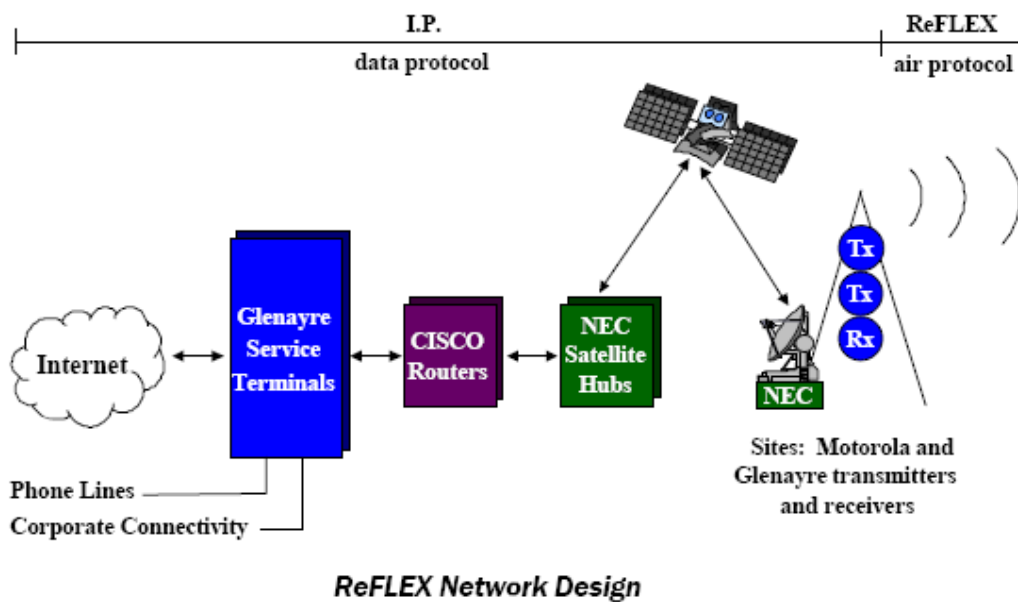 I.P.
data protocol
ReFLEX
air protocol
Internet
Glenayre
Service
Terminals
CISCO
Routers
NEC
Satellite
Hubs
Tx
Tx
Rx
NEC
Phone Lines
Corporate Connectivity
Sites: Motorola and
Glenayre transmitters
and receivers
ReFLEX Network Design